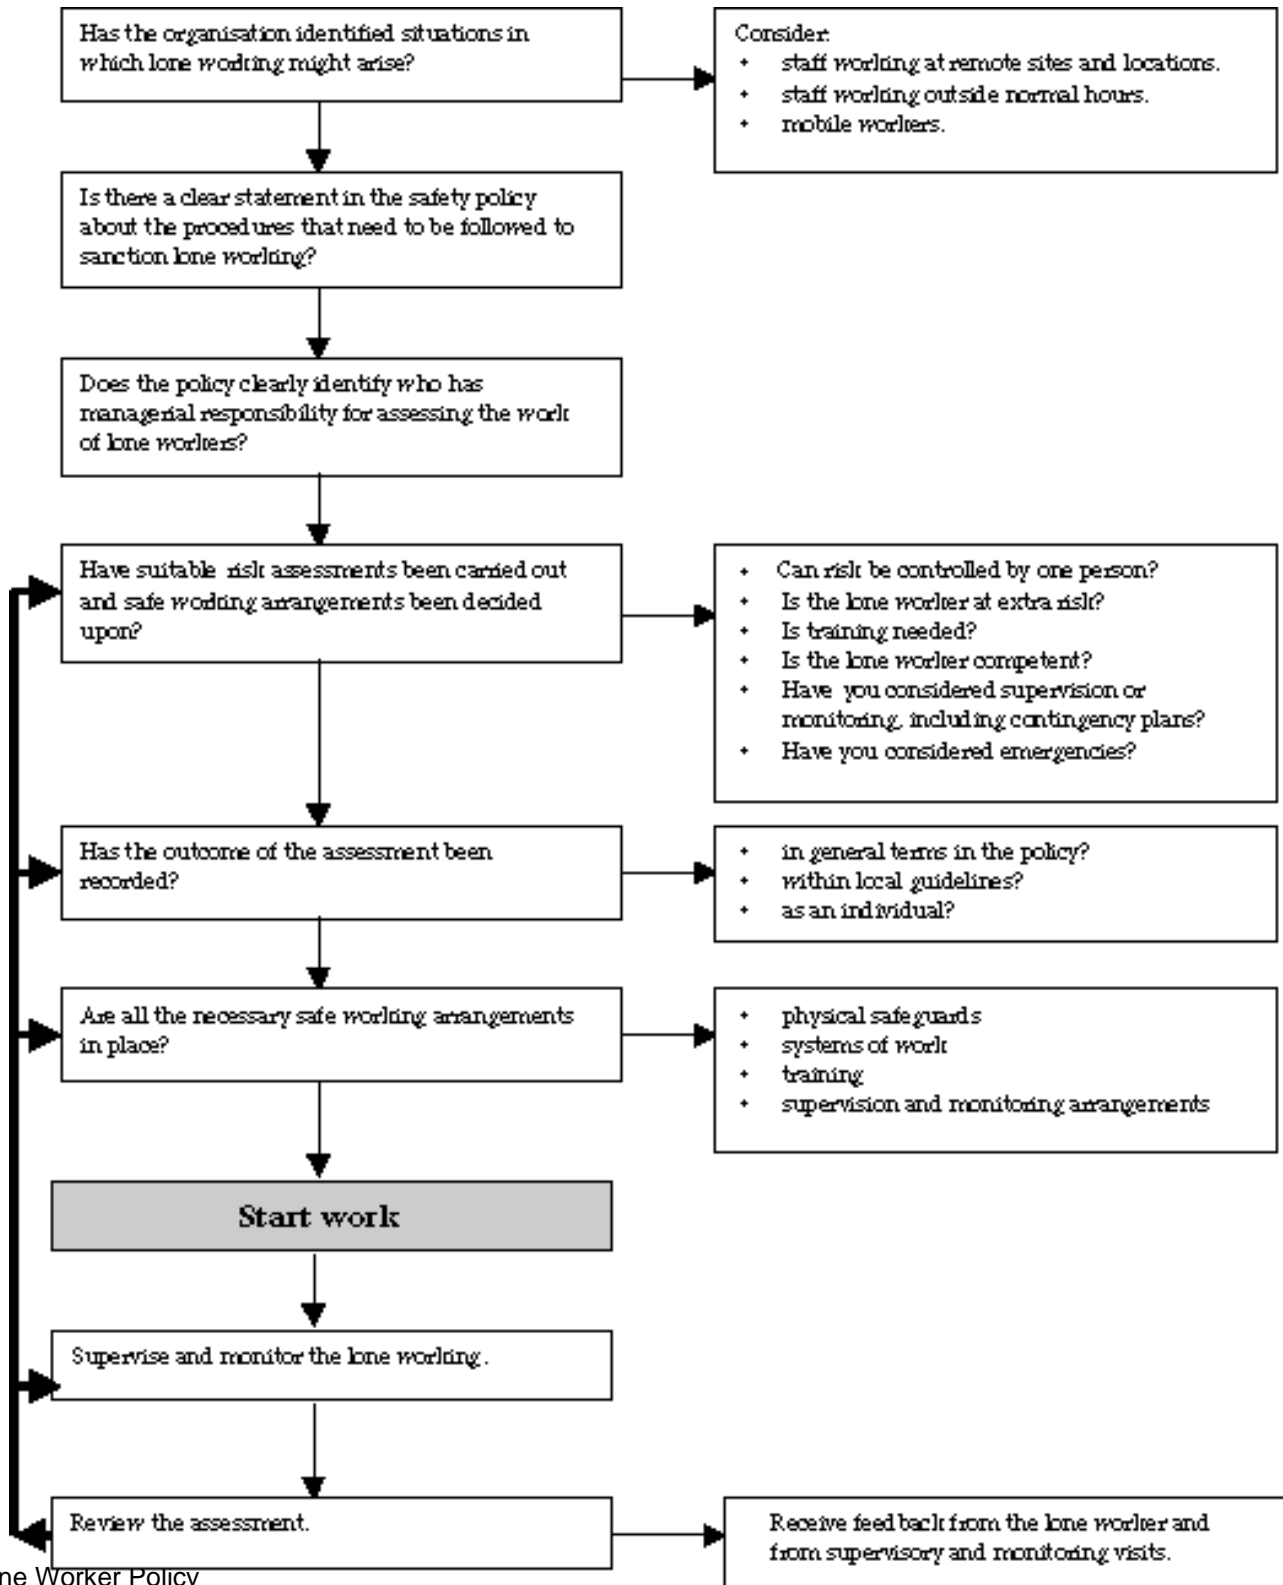 Has the organisation identified situations in
which lone working might arise?
Consider:
• staff working at remote sites and locations.
• staff working outside normal hours.
• mobile workers.
Is there a clear statement in the safety policy
about the procedures that need to be followed to
sanction lone working?
Does the policy clearly identify who has
managerial responsibility for assessing the work
of lone workers?
Have suitable risk assessments been carried out
and safe working arrangements been decided
upon?
• Can risk be controlled by one person?
• Is the lone worker at extra risk?
• Is training needed?
• Is the lone worker competent?
• Have you considered supervision or
monitoring, including contingency plans?
• Have you considered emergencies?
Has the outcome of the assessment been
recorded?
• in general terms in the policy?
• within local guidelines?
• as an individual?
Are all the necessary safe working arrangements
in place?
• physical safeguards
• systems of work
• training
• supervision and monitoring arrangements
Start work
Supervise and monitor the lone working.
Review the assessment.
Receive feedback from the lone worker and
from supervisory and monitoring visits.
ne Worker Policy